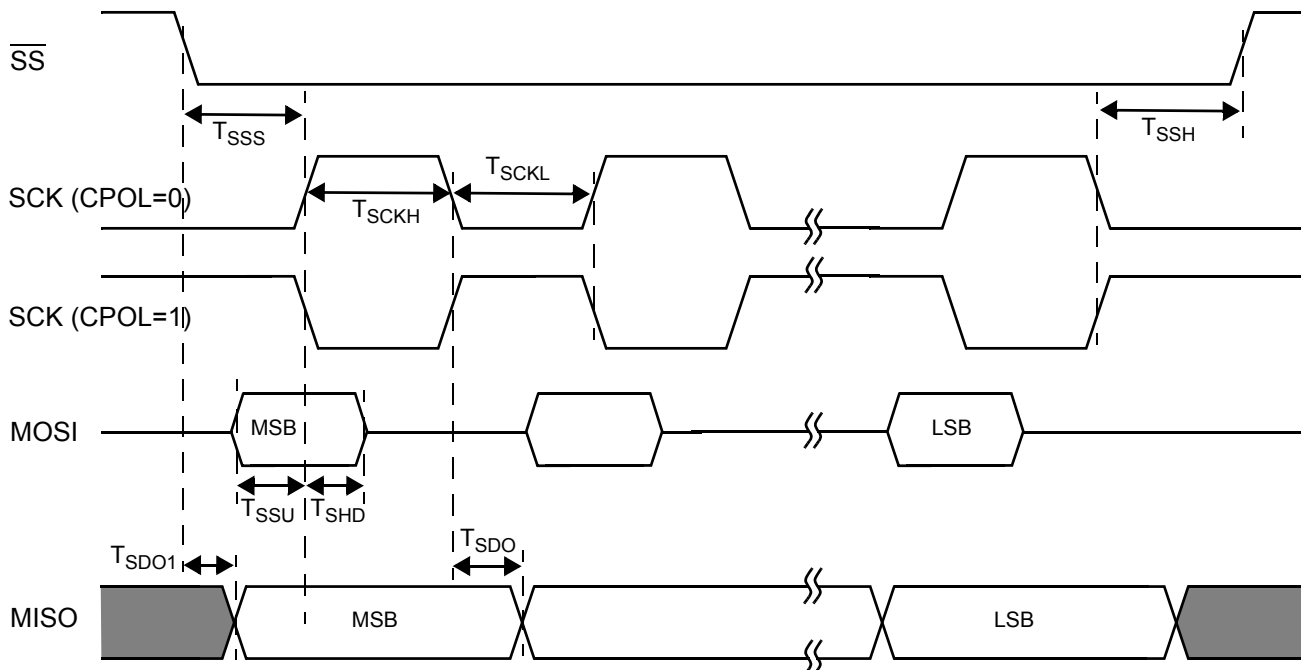 SS
TSSS
TSSH
TSCKL
SCK (CPOL=0)
TSCKH
SCK (CPOL=1)
MOSI
MSB
LSB
TSSU
TSHD
TSDO1
TSDO
MISO
MSB
LSB